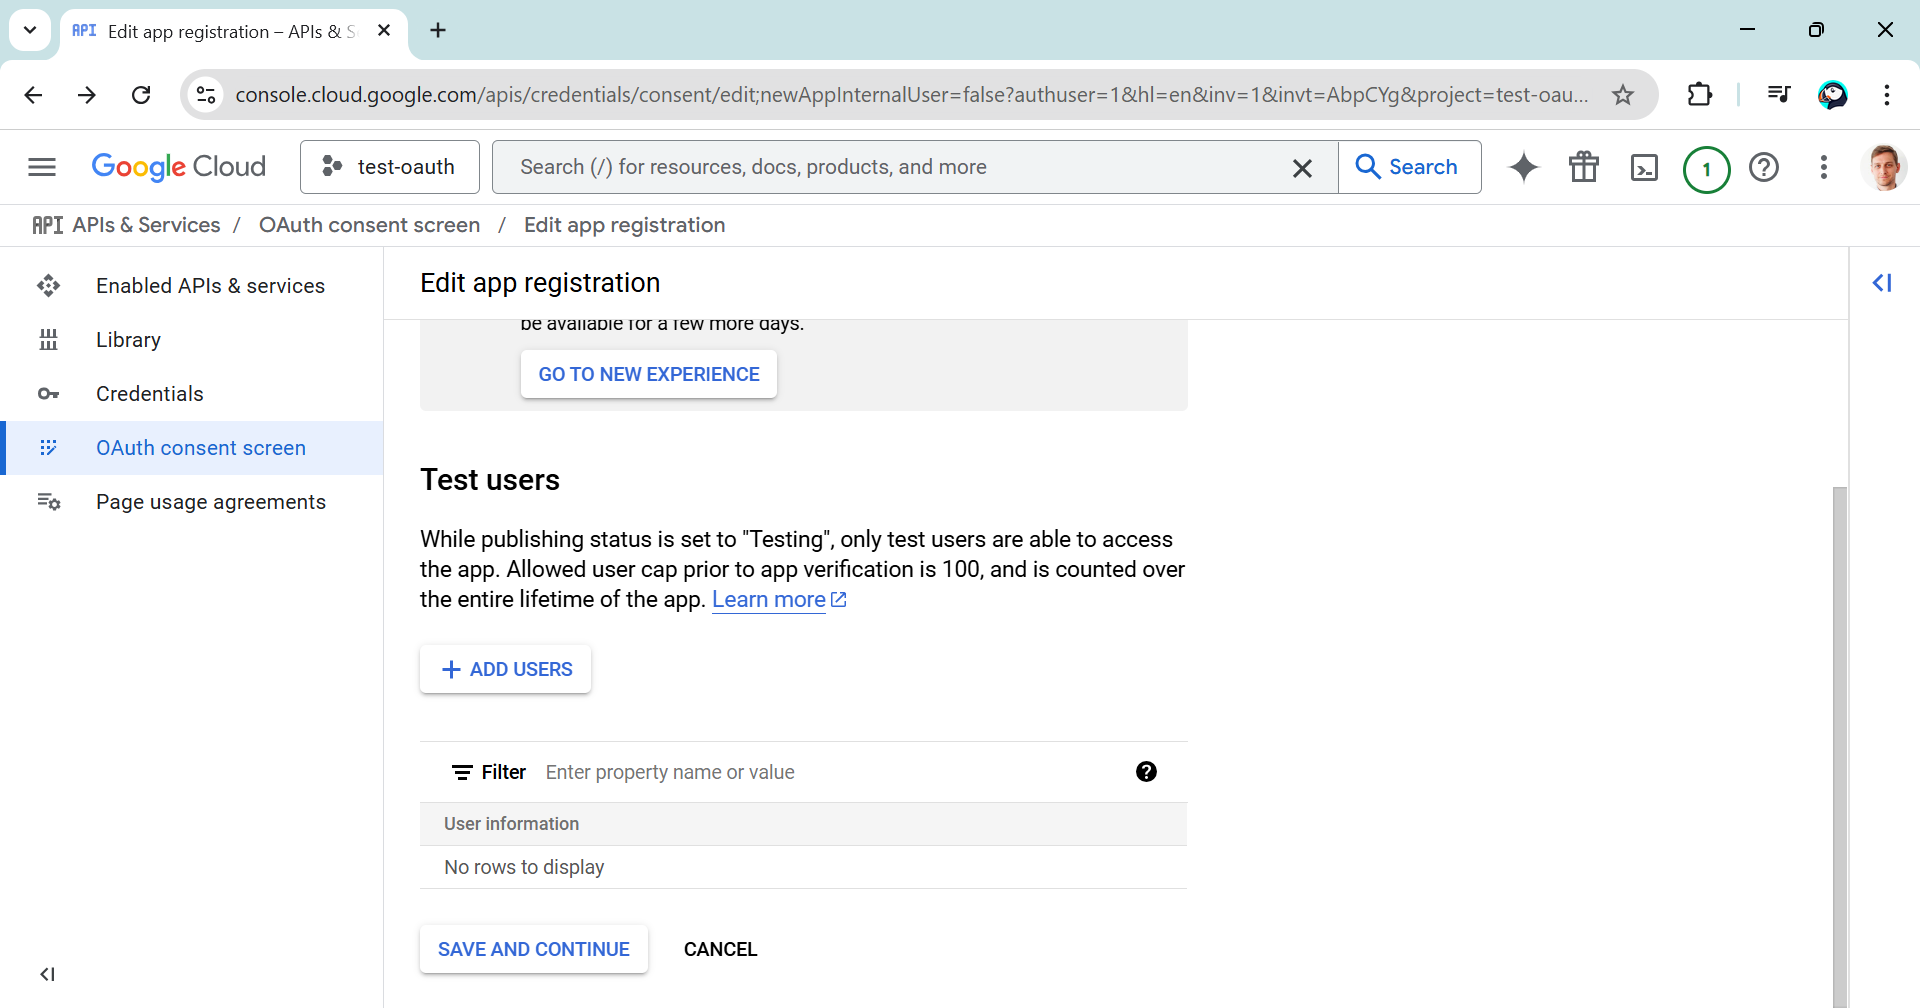 API Edit app registration – APIs & S
console.cloud.google.com/apis/credentials/consent/edit;newAppInternalUser=false?authuser=1&hl=en&inv=1&invt=AbpCYg&project=test-oau...
Google Cloud
test-oauth
Search (/) for resources, docs, products, and more
Search
1
API APIs & Services / OAuth consent screen / Edit app registration
Enabled APIs & services
Library
Credentials
OAuth consent screen
Page usage agreements
Edit app registration
be available for a few more days.
GO TO NEW EXPERIENCE
Test users
While publishing status is set to "Testing", only test users are able to access
the app. Allowed user cap prior to app verification is 100, and is counted over
the entire lifetime of the app. Learn more
ADD USERS
Filter Enter property name or value
User information
No rows to display
SAVE AND CONTINUE CANCEL